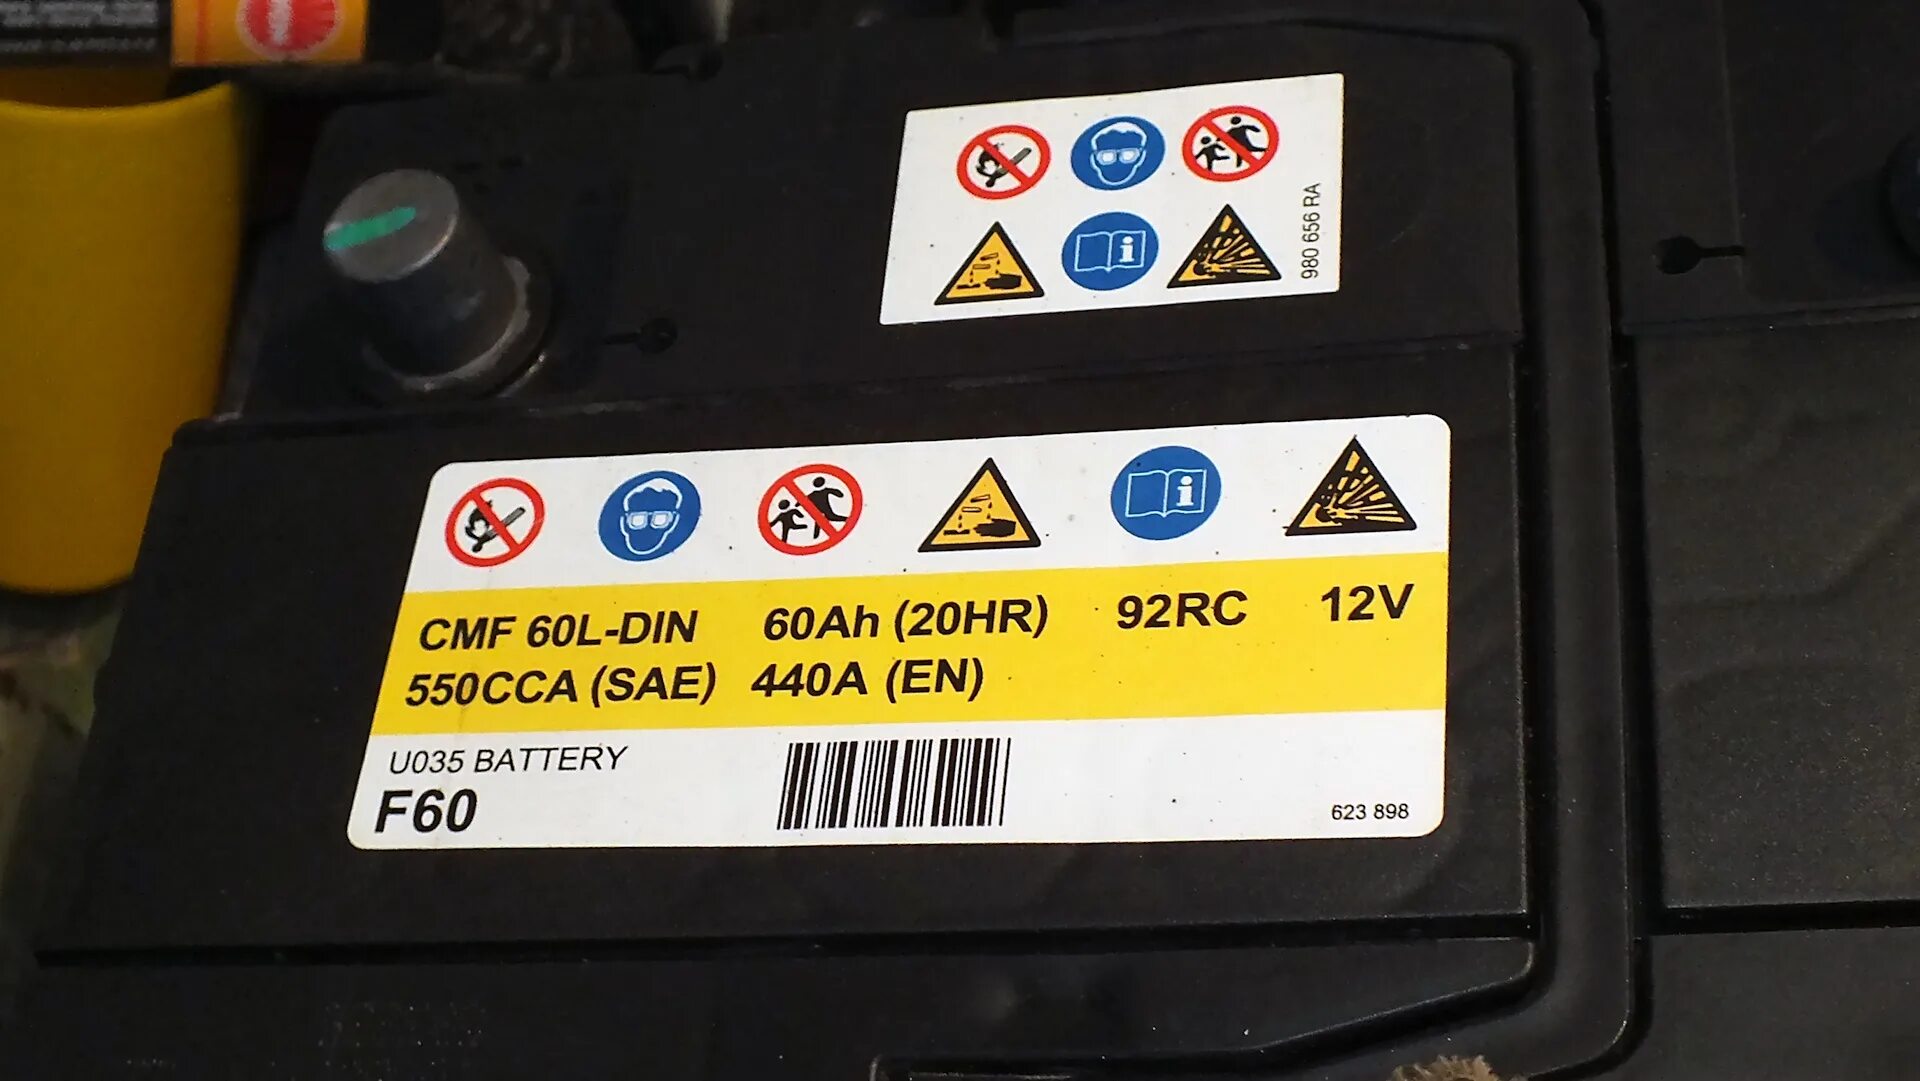 980 656 RA
CMF 60L-DIN 60Ah (20HR) 92RC 12V
550CCA (SAE) 440A (EN)
U035 BATTERY
F60
623 898